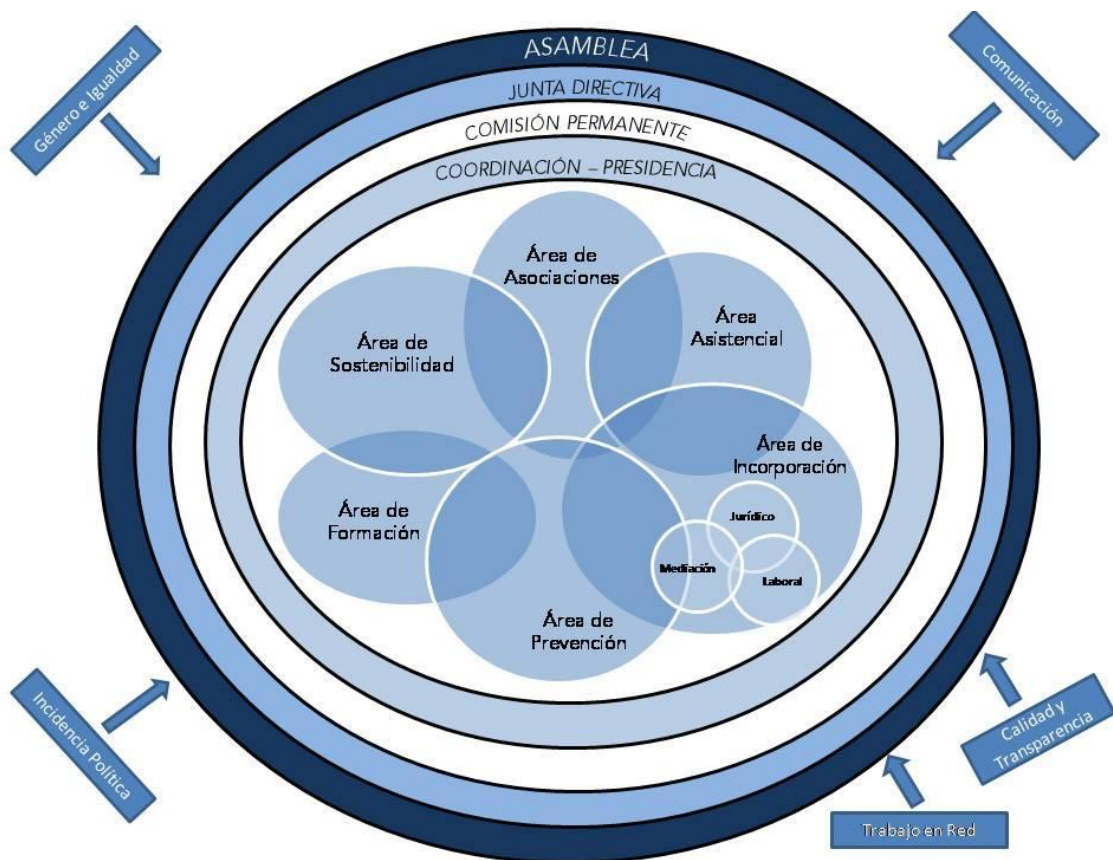 Género e Igualdad
Comunicación
ASAMBLEA
JUNTA DIRECTIVA
COMISIÓN PERMANENTE
COORDINACIÓN – PRESIDENCIA
Área de
Asociaciones
Área
Asistencial
Área de
Sostenibilidad
Área de
Incorporación
Área de
Formación
Jurídico
Mediación
Laboral
Área de
Prevención
Incidencia Política
Calidad y
Transparencia
Trabajo en Red